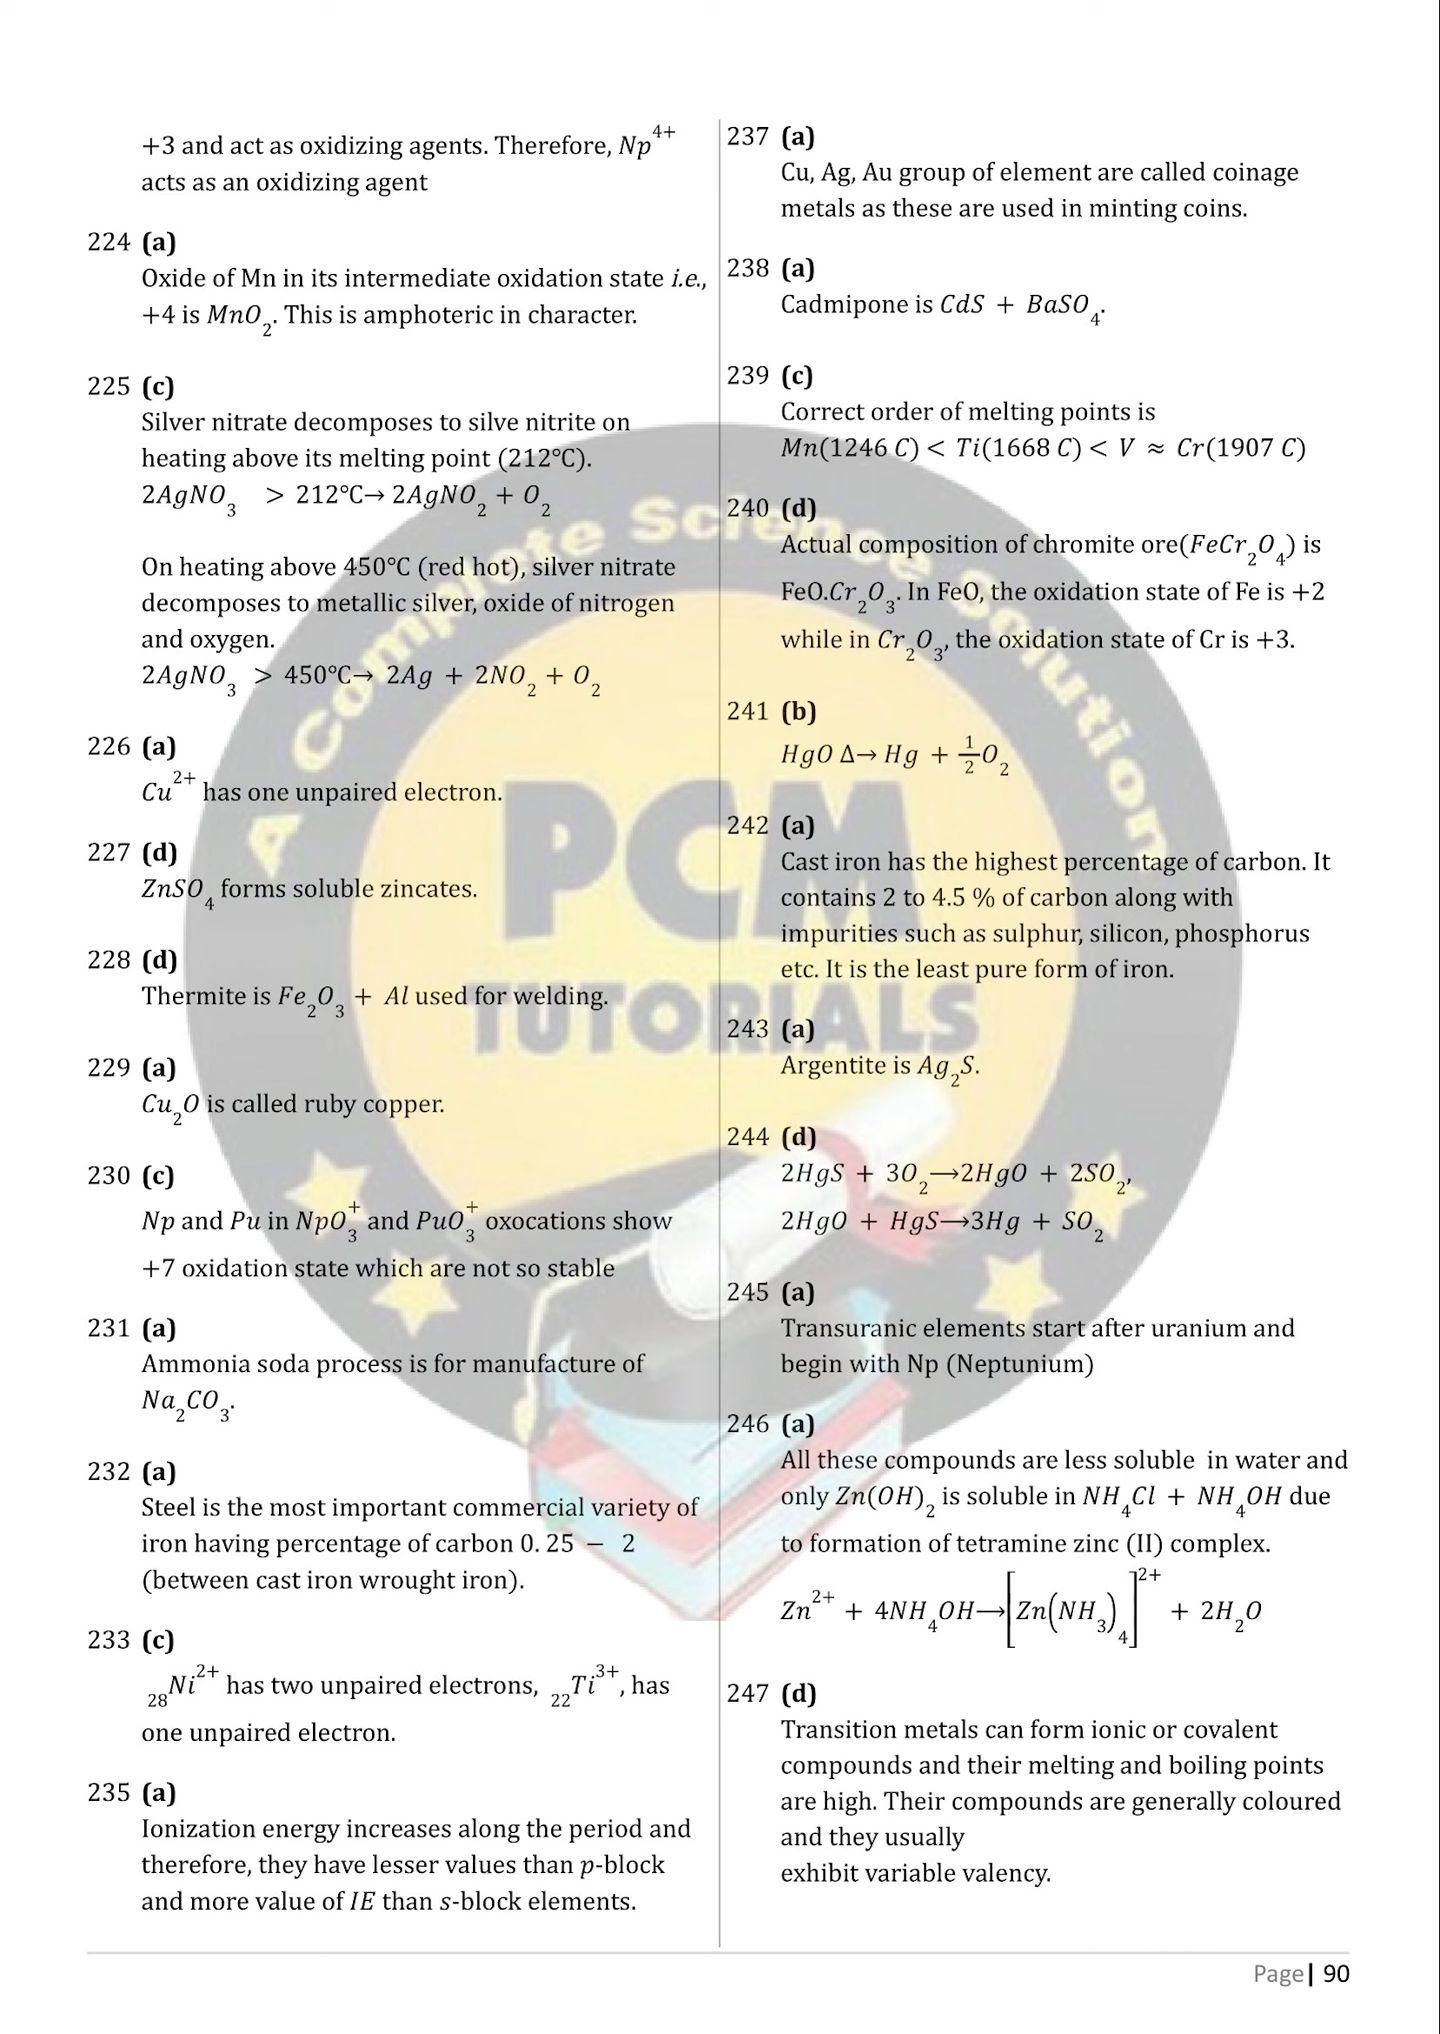 +3 and act as oxidizing agents. Therefore, Np⁴⁺
acts as an oxidizing agent
224 (a)
Oxide of Mn in its intermediate oxidation state i.e.,
+4 is MnO₂. This is amphoteric in character.
225 (c)
Silver nitrate decomposes to silve nitrite on
heating above its melting point (212°C).
2AgNO₃ > 212°C→ 2AgNO₂ + O₂
On heating above 450°C (red hot), silver nitrate
decomposes to metallic silver, oxide of nitrogen
and oxygen.
2AgNO₃ > 450°C→ 2Ag + 2NO₂ + O₂
226 (a)
Cu²⁺ has one unpaired electron.
227 (d)
ZnSO₄ forms soluble zincates.
228 (d)
Thermite is Fe₂O₃ + Al used for welding.
229 (a)
Cu₂O is called ruby copper.
230 (c)
Np and Pu in NpO₃⁺ and PuO₃⁺ oxocations show
+7 oxidation state which are not so stable
231 (a)
Ammonia soda process is for manufacture of
Na₂CO₃.
232 (a)
Steel is the most important commercial variety of
iron having percentage of carbon 0. 25 − 2
(between cast iron wrought iron).
233 (c)
₂₈Ni²⁺ has two unpaired electrons, ₂₂Ti³⁺, has
one unpaired electron.
235 (a)
Ionization energy increases along the period and
therefore, they have lesser values than p-block
and more value of IE than s-block elements.
237 (a)
Cu, Ag, Au group of element are called coinage
metals as these are used in minting coins.
238 (a)
Cadmipone is CdS + BaSO₄.
239 (c)
Correct order of melting points is
Mn(1246 C) < Ti(1668 C) < V ≈ Cr(1907 C)
240 (d)
Actual composition of chromite ore(FeCr₂O₄) is
FeO.Cr₂O₃. In FeO, the oxidation state of Fe is +2
while in Cr₂O₃, the oxidation state of Cr is +3.
241 (b)
HgO Δ→ Hg + ½O₂
242 (a)
Cast iron has the highest percentage of carbon. It
contains 2 to 4.5 % of carbon along with
impurities such as sulphur, silicon, phosphorus
etc. It is the least pure form of iron.
243 (a)
Argentite is Ag₂S.
244 (d)
2HgS + 3O₂⟶2HgO + 2SO₂,
2HgO + HgS⟶3Hg + SO₂
245 (a)
Transuranic elements start after uranium and
begin with Np (Neptunium)
246 (a)
All these compounds are less soluble in water and
only Zn(OH)₂ is soluble in NH₄Cl + NH₄OH due
to formation of tetramine zinc (II) complex.
Zn²⁺ + 4NH₄OH⟶[Zn(NH₃)₄]²⁺ + 2H₂O
247 (d)
Transition metals can form ionic or covalent
compounds and their melting and boiling points
are high. Their compounds are generally coloured
and they usually
exhibit variable valency.
A Complete Science Solution
PCM
TUTORIALS
Page| 90